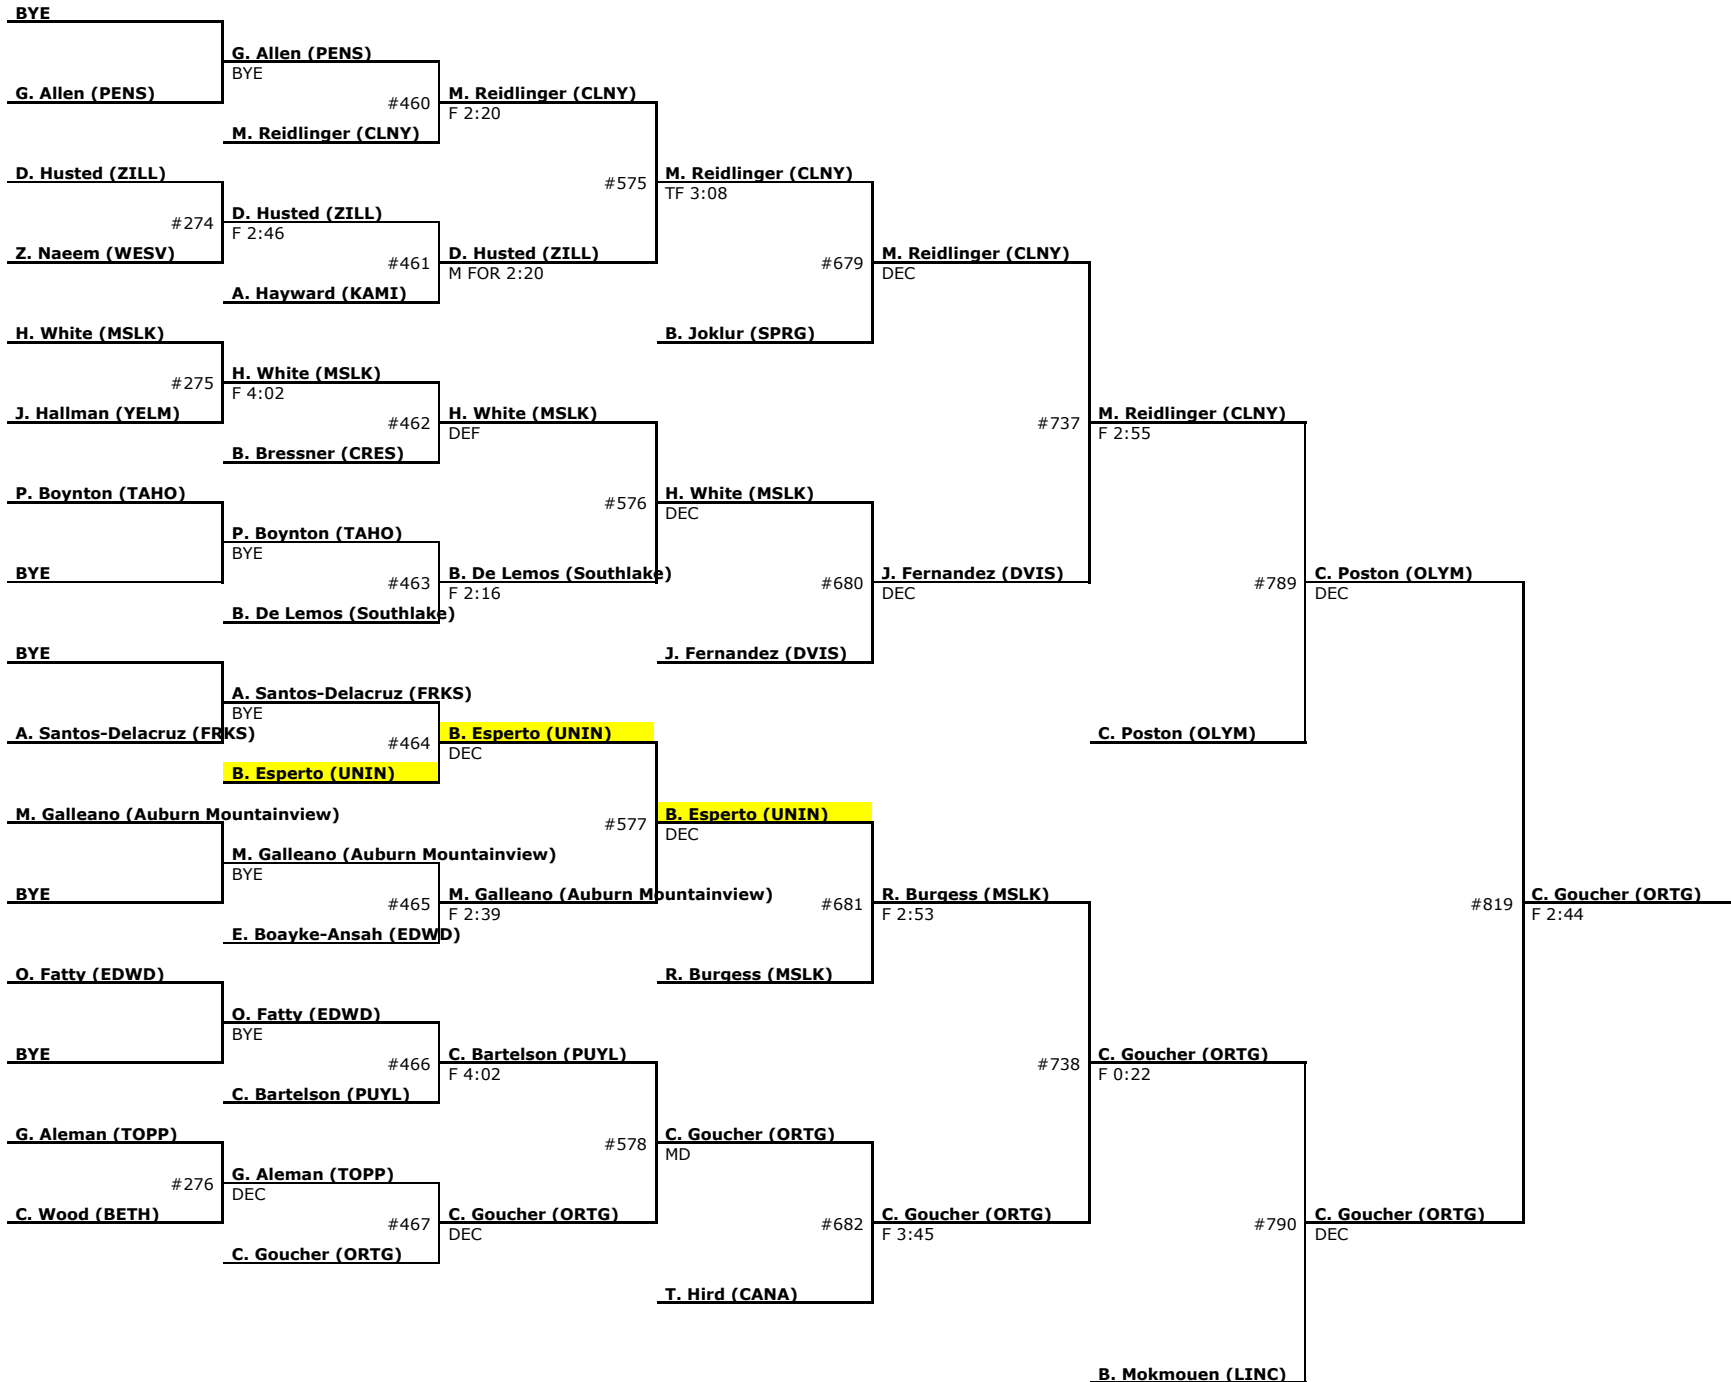 BYE
G. Allen (PENS)
BYE
G. Allen (PENS)
#460
M. Reidlinger (CLNY)
F 2:20
M. Reidlinger (CLNY)
D. Husted (ZILL)
#575
M. Reidlinger (CLNY)
TF 3:08
#274
D. Husted (ZILL)
F 2:46
Z. Naeem (WESV)
#461
D. Husted (ZILL)
M FOR 2:20
#679
M. Reidlinger (CLNY)
DEC
A. Hayward (KAMI)
H. White (MSLK)
B. Joklur (SPRG)
#275
H. White (MSLK)
F 4:02
J. Hallman (YELM)
#462
H. White (MSLK)
DEF
#737
M. Reidlinger (CLNY)
F 2:55
B. Bressner (CRES)
P. Boynton (TAHO)
#576
H. White (MSLK)
DEC
P. Boynton (TAHO)
BYE
BYE
#463
B. De Lemos (Southlake)
F 2:16
#680
J. Fernandez (DVIS)
DEC
#789
C. Poston (OLYM)
DEC
B. De Lemos (Southlake)
BYE
J. Fernandez (DVIS)
A. Santos-Delacruz (FRKS)
BYE
A. Santos-Delacruz (FRKS)
#464
B. Esperto (UNIN)
DEC
C. Poston (OLYM)
B. Esperto (UNIN)
M. Galleano (Auburn Mountainview)
#577
B. Esperto (UNIN)
DEC
M. Galleano (Auburn Mountainview)
BYE
BYE
#465
M. Galleano (Auburn Mountainview)
F 2:39
#681
R. Burgess (MSLK)
F 2:53
#819
C. Goucher (ORTG)
F 2:44
E. Boayke-Ansah (EDWD)
O. Fatty (EDWD)
R. Burgess (MSLK)
O. Fatty (EDWD)
BYE
BYE
#466
C. Bartelson (PUYL)
F 4:02
#738
C. Goucher (ORTG)
F 0:22
C. Bartelson (PUYL)
G. Aleman (TOPP)
#578
C. Goucher (ORTG)
MD
#276
G. Aleman (TOPP)
DEC
C. Wood (BETH)
#467
C. Goucher (ORTG)
DEC
#682
C. Goucher (ORTG)
F 3:45
#790
C. Goucher (ORTG)
DEC
C. Goucher (ORTG)
T. Hird (CANA)
B. Mokmouen (LINC)